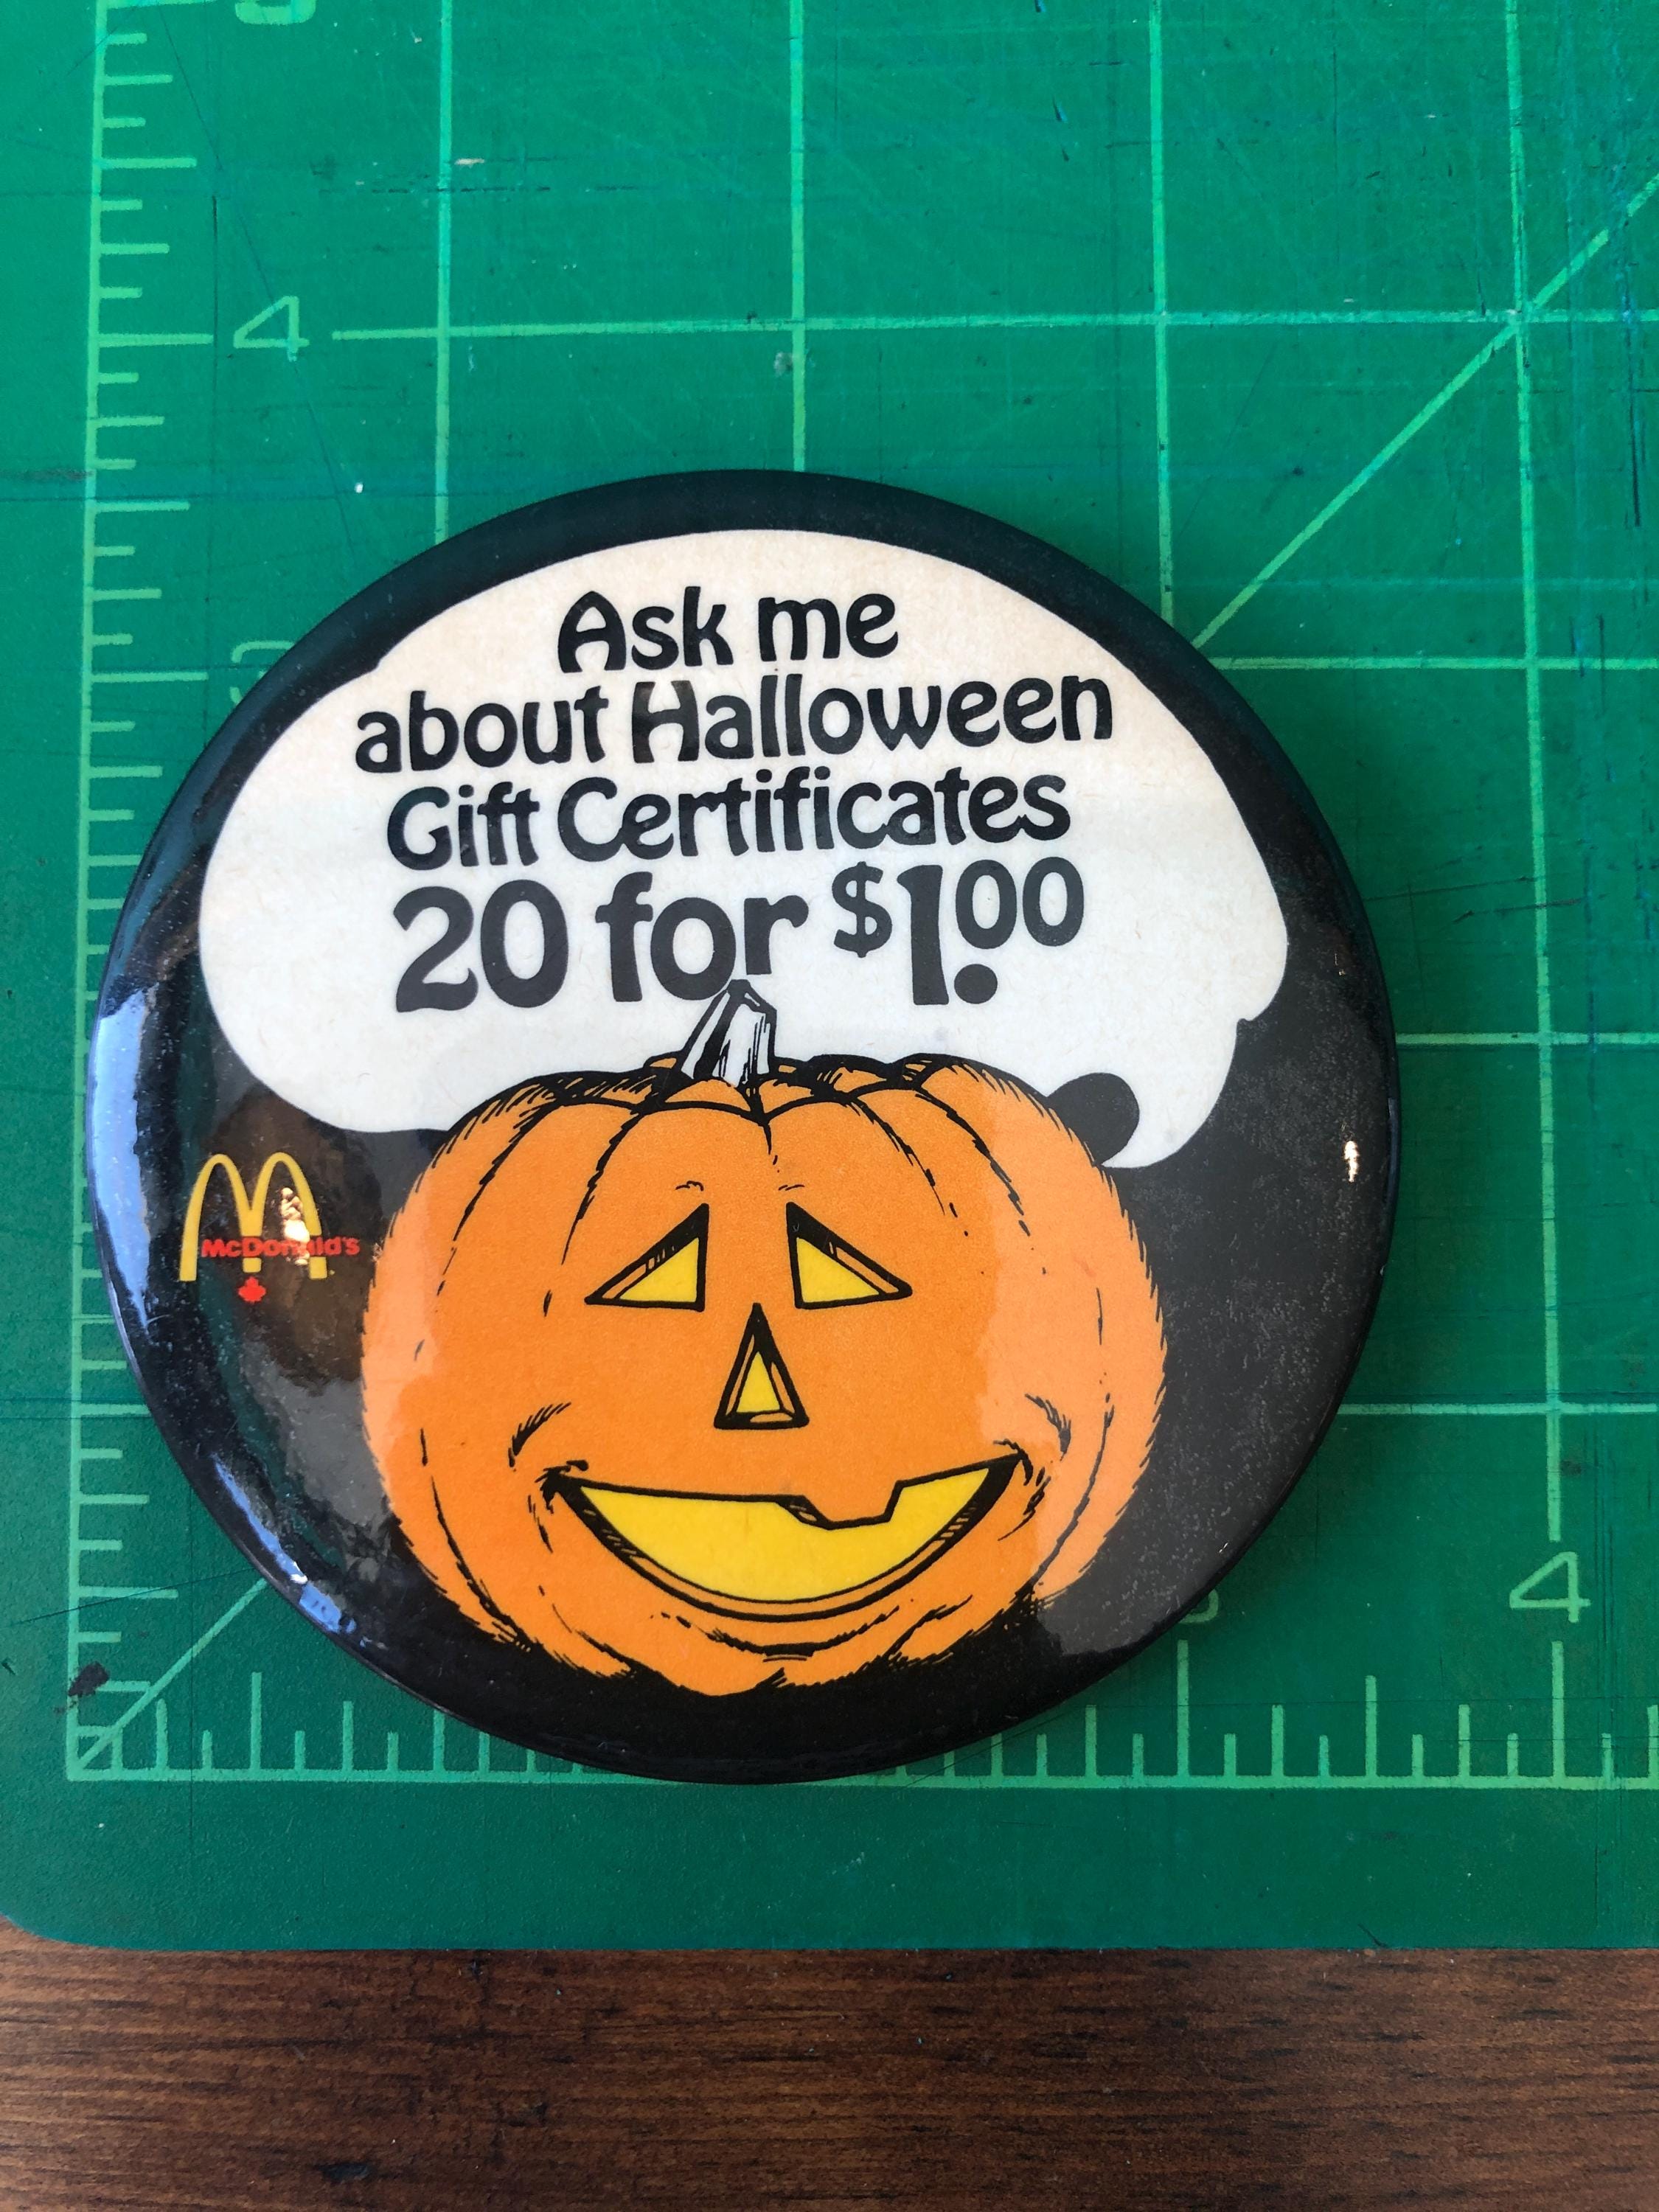 4
Ask me
about Halloween
Gift Certificates
20 for $1.00
McDonald's
4